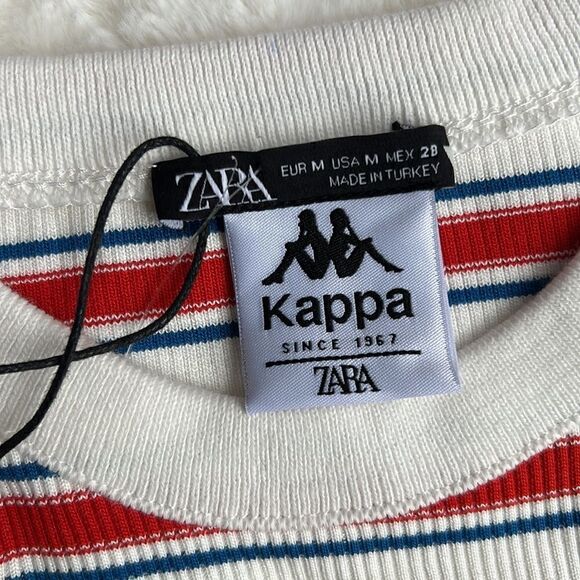 ZARA
EUR M USA M MEX 28
MADE IN TURKEY
Kappa
SINCE 1967
ZARA